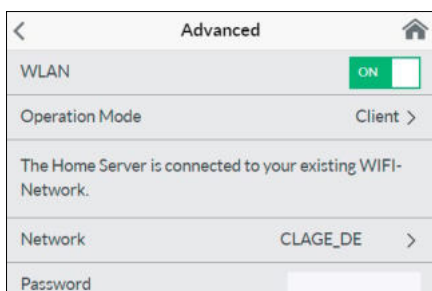 Advanced
WLAN ON
Operation Mode Client >
The Home Server is connected to your existing WIFI-
Network.
Network CLAGE_DE >
Password